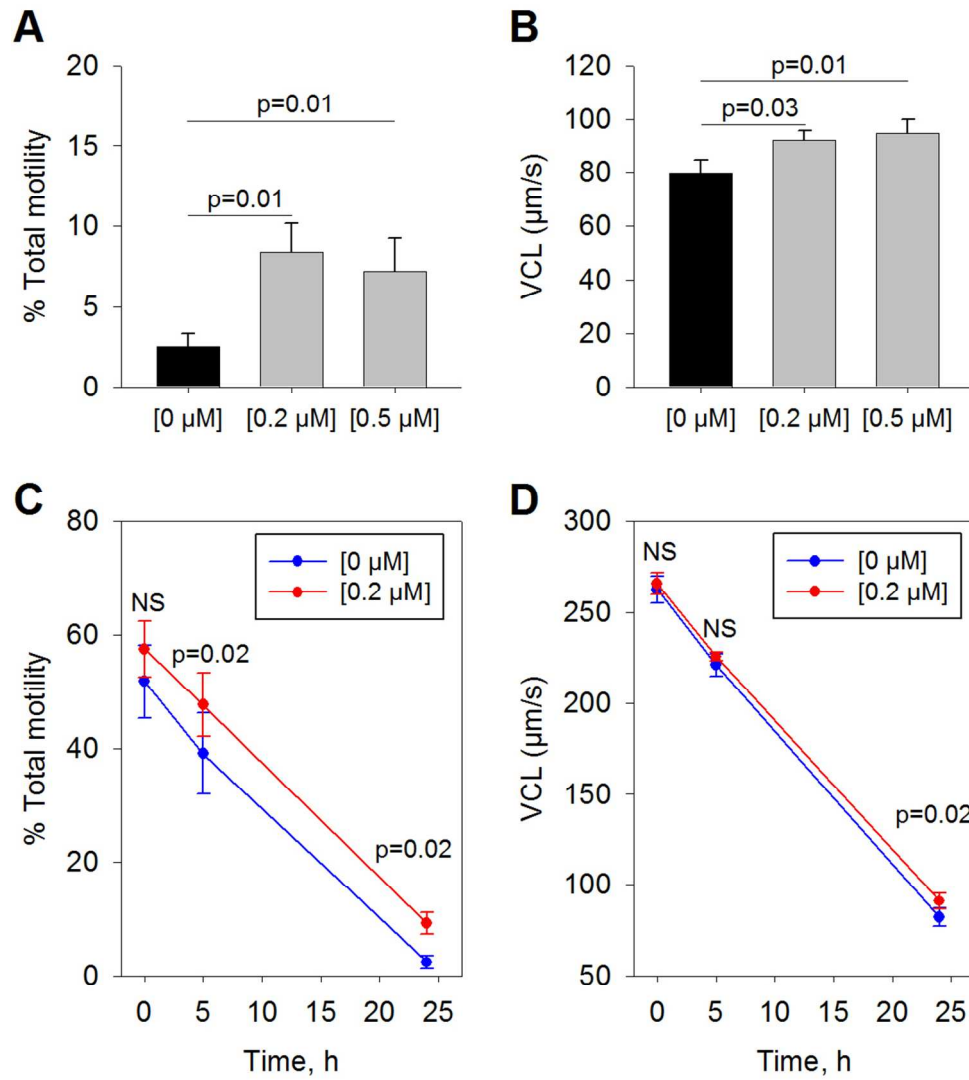 A
% Total motility
20
15
10
5
0
p=0.01
p=0.01
[0 µM] [0.2 µM] [0.5 µM]
B
VCL (µm/s)
120
100
80
60
40
20
0
p=0.01
p=0.03
[0 µM] [0.2 µM] [0.5 µM]
C
% Total motility
80
60
40
20
0
[0 µM]
[0.2 µM]
NS
p=0.02
p=0.02
0 5 10 15 20 25
Time, h
D
VCL (µm/s)
300
250
200
150
100
50
[0 µM]
[0.2 µM]
NS
NS
p=0.02
0 5 10 15 20 25
Time, h